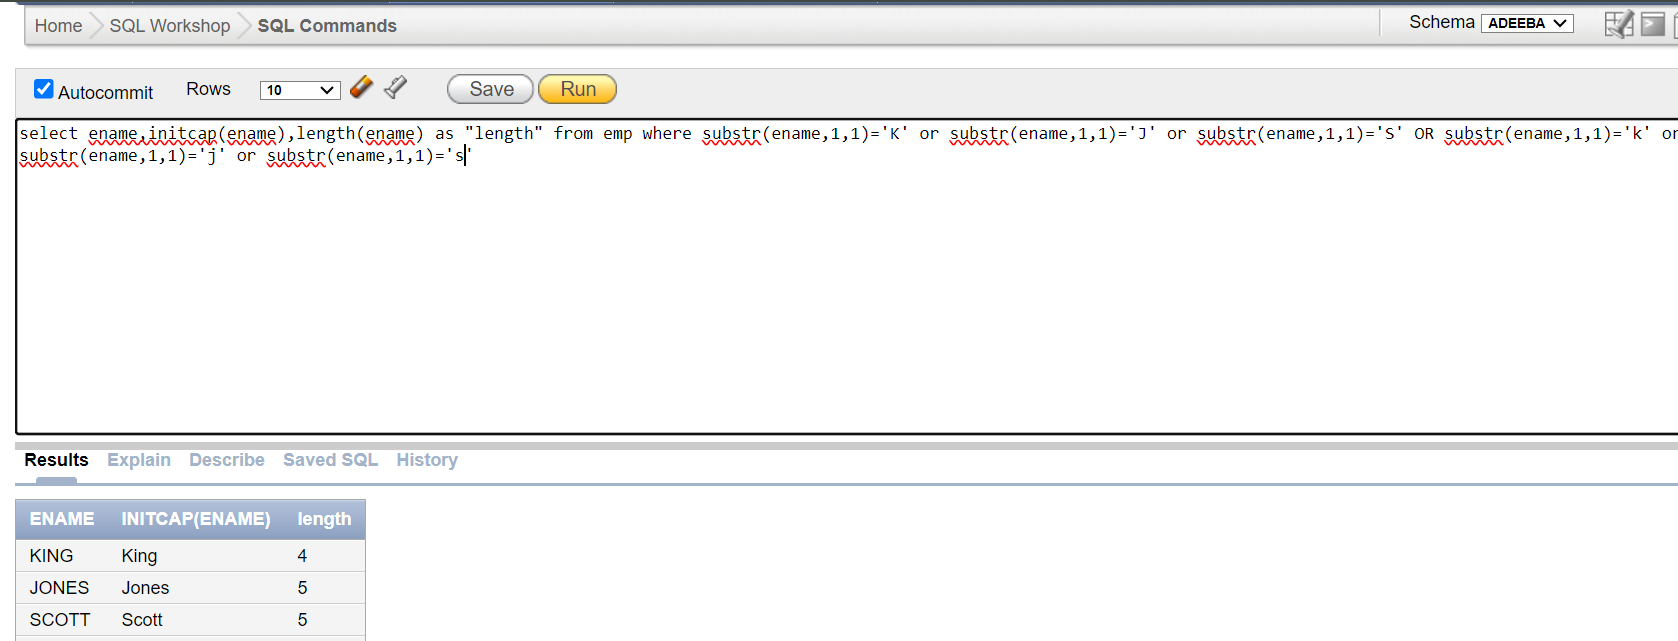 Home SQL Workshop SQL Commands Schema ADEEBA
Autocommit Rows 10 Save Run
select ename,initcap(ename),length(ename) as "length" from emp where substr(ename,1,1)='K' or substr(ename,1,1)='J' or substr(ename,1,1)='S' OR substr(ename,1,1)='k' or
substr(ename,1,1)='j' or substr(ename,1,1)='s'
Results Explain Describe Saved SQL History
ENAME INITCAP(ENAME) length
KING King 4
JONES Jones 5
SCOTT Scott 5